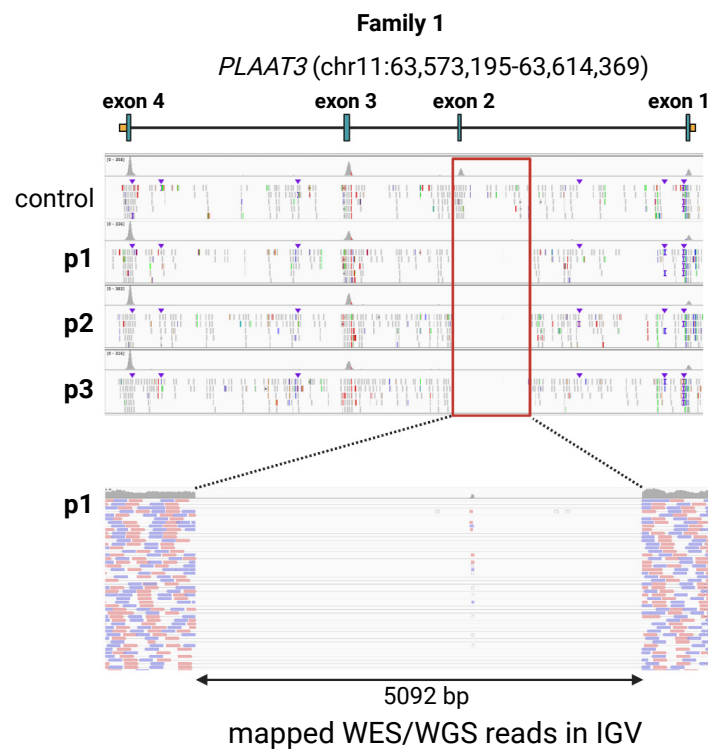 Family 1
PLAAT3 (chr11:63,573,195-63,614,369)
exon 4 exon 3 exon 2 exon 1
control
p1
p2
p3
p1
5092 bp
mapped WES/WGS reads in IGV